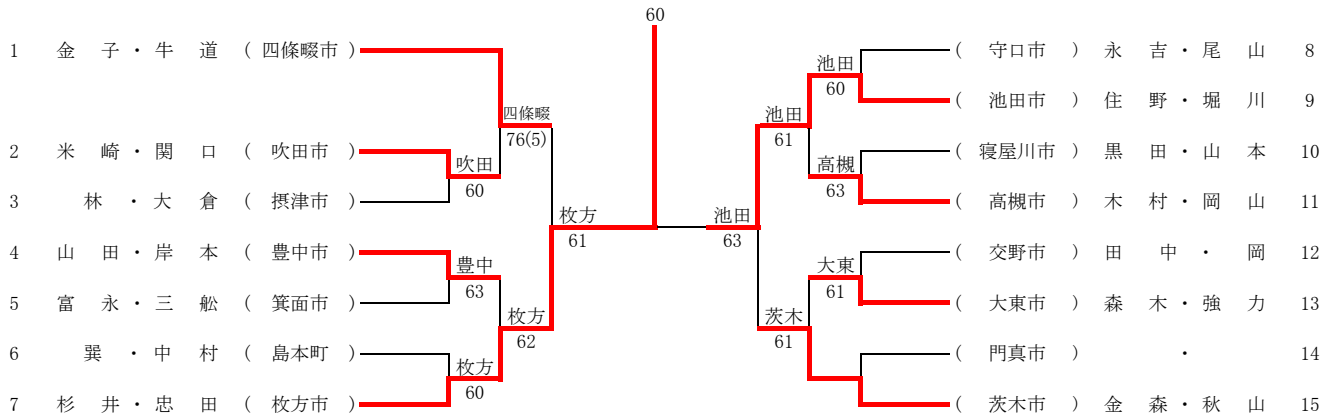 60
1 金 子・牛 道 ( 四條畷市 )
( 守口市 ) 永 吉・尾 山 8
池田
60
( 池田市 ) 住 野・堀 川 9
四條畷
76(5)
池田
61
2 米 崎・関 口 ( 吹田市 )
吹田
60
( 寝屋川市 ) 黒 田・山 本 10
高槻
63
3 林 ・大 倉 ( 摂津市 )
( 高槻市 ) 木 村・岡 山 11
枚方
61
池田
63
4 山 田・岸 本 ( 豊中市 )
豊中
63
( 交野市 ) 田 中 ・ 岡 12
大東
61
5 富 永・三 舩 ( 箕面市 )
( 大東市 ) 森 木・強 力 13
枚方
62
茨木
61
6 巽 ・中 村 ( 島本町 )
枚方
60
( 門真市 ) ・ 14
7 杉 井・忠 田 ( 枚方市 )
( 茨木市 ) 金 森・秋 山 15